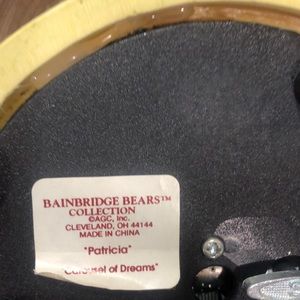 BAINBRIDGE BEARS™
COLLECTION
©AGC, Inc.
CLEVELAND, OH 44144
MADE IN CHINA
"Patricia"
"Carousel of Dreams"